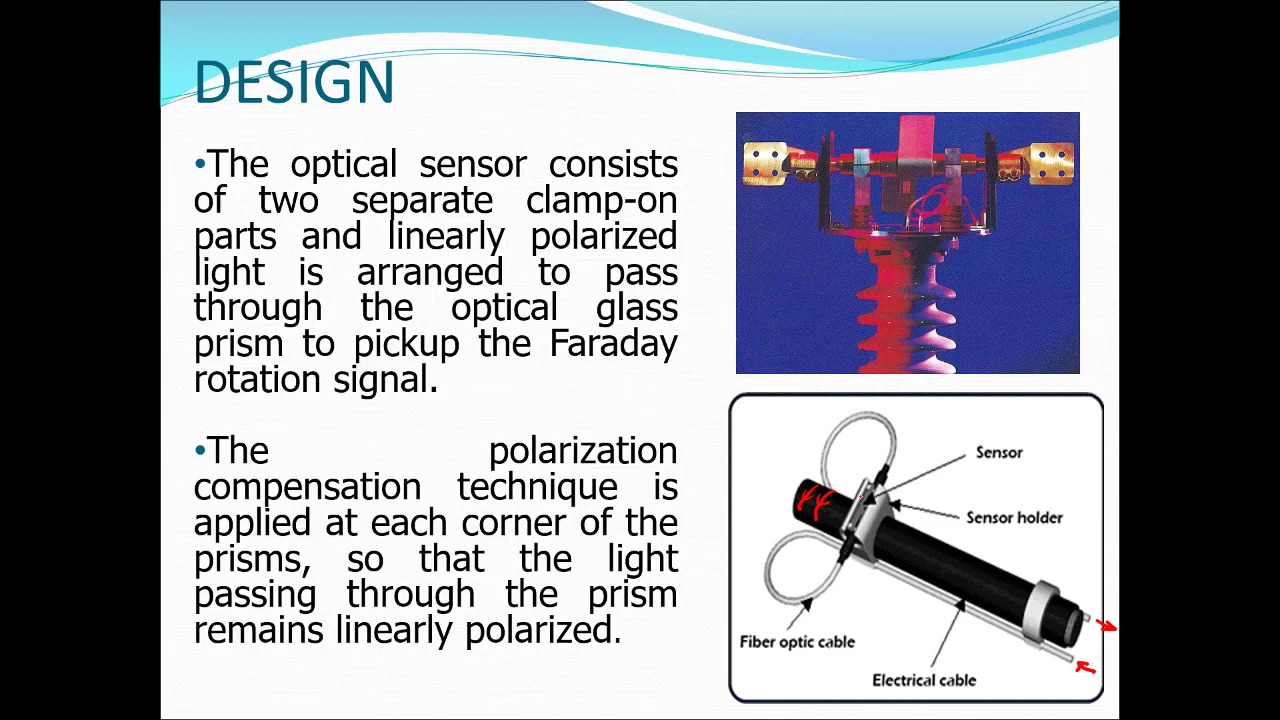 DESIGN
•The optical sensor consists
of two separate clamp-on
parts and linearly polarized
light is arranged to pass
through the optical glass
prism to pickup the Faraday
rotation signal.
•The polarization
compensation technique is
applied at each corner of the
prisms, so that the light
passing through the prism
remains linearly polarized.
Sensor
Sensor holder
Fiber optic cable
Electrical cable